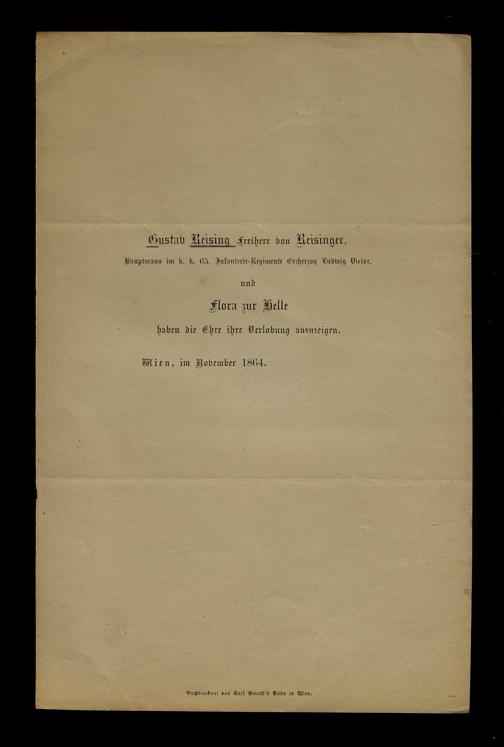 Gustav Reising Freiherr von Reisinger,
Hauptmann im k. k. 65. Infanterie-Regimente Erzherzog Ludwig Victor,
und
Flora zur Helle
haben die Ehre ihre Verlobung anzuzeigen.
Wien, im November 1864.
Buchdruckerei von Carl Gerold's Sohn in Wien.